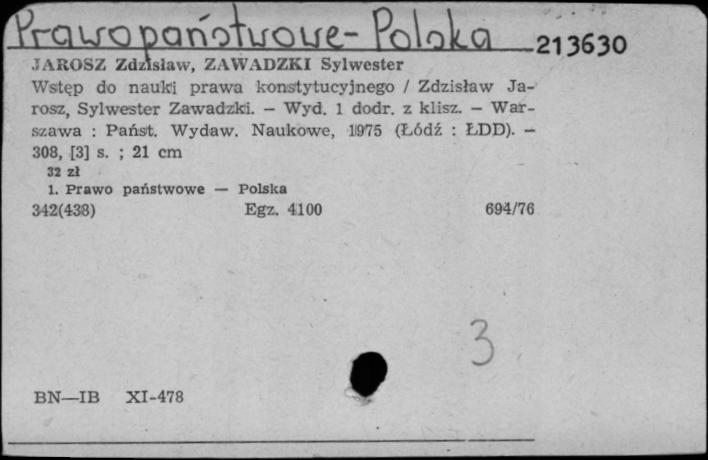 Prawo państwowe - Polska 213630
JAROSZ Zdzisław, ZAWADZKI Sylwester
Wstęp do nauki prawa konstytucyjnego / Zdzisław Ja-
rosz, Sylwester Zawadzki. — Wyd. 1 dodr. z klisz. — War-
szawa : Państ. Wydaw. Naukowe, 1975 (Łódź : ŁDD). —
308, [3] s. ; 21 cm
32 zł
1. Prawo państwowe — Polska
342(438) Egz. 4100 694/76
3
BN—IB XI-478